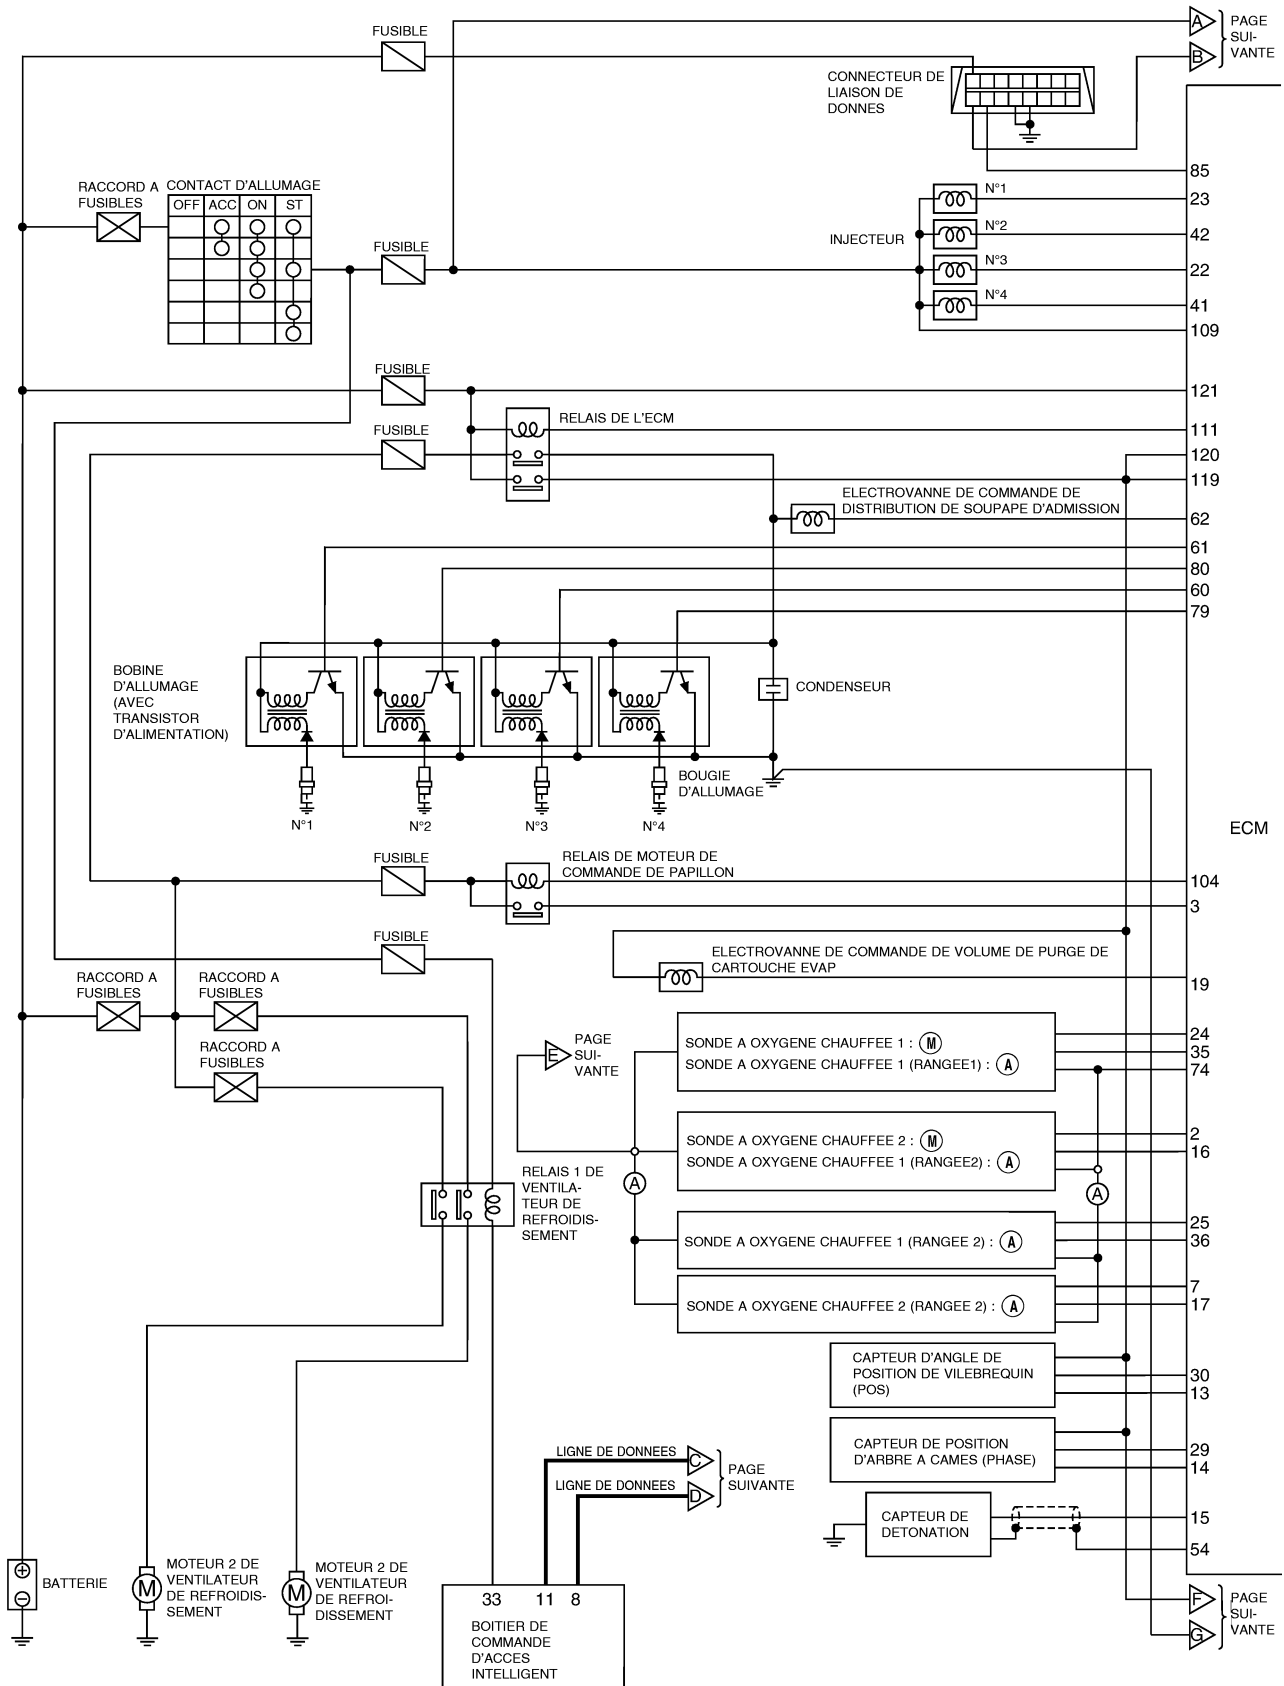 FUSIBLE
A
PAGE
SUI-
VANTE
B
CONNECTEUR DE
LIAISON DE
DONNES
85
RACCORD A
FUSIBLES
CONTACT D'ALLUMAGE
OFF ACC ON ST
N°1
23
INJECTEUR
N°2
42
FUSIBLE
N°3
22
N°4
41
109
FUSIBLE
121
RELAIS DE L'ECM
111
FUSIBLE
120
119
ELECTROVANNE DE COMMANDE DE
DISTRIBUTION DE SOUPAPE D'ADMISSION
62
61
80
60
79
BOBINE
D'ALLUMAGE
(AVEC
TRANSISTOR
D'ALIMENTATION)
CONDENSEUR
BOUGIE
D'ALLUMAGE
N°1
N°2
N°3
N°4
ECM
FUSIBLE
RELAIS DE MOTEUR DE
COMMANDE DE PAPILLON
104
3
FUSIBLE
ELECTROVANNE DE COMMANDE DE VOLUME DE PURGE DE
CARTOUCHE EVAP
19
RACCORD A
FUSIBLES
RACCORD A
FUSIBLES
RACCORD A
FUSIBLES
E
PAGE
SUI-
VANTE
SONDE A OXYGENE CHAUFFEE 1 : M
SONDE A OXYGENE CHAUFFEE 1 (RANGEE1) : A
24
35
74
SONDE A OXYGENE CHAUFFEE 2 : M
SONDE A OXYGENE CHAUFFEE 1 (RANGEE2) : A
2
16
A
A
RELAIS 1 DE
VENTILA-
TEUR DE
REFROIDIS-
SEMENT
SONDE A OXYGENE CHAUFFEE 1 (RANGEE 2) : A
25
36
SONDE A OXYGENE CHAUFFEE 2 (RANGEE 2) : A
7
17
CAPTEUR D'ANGLE DE
POSITION DE VILEBREQUIN
(POS)
30
13
CAPTEUR DE POSITION
D'ARBRE A CAMES (PHASE)
29
14
LIGNE DE DONNEES
C
LIGNE DE DONNEES
D
PAGE
SUIVANTE
CAPTEUR DE
DETONATION
15
54
BATTERIE
M
MOTEUR 2 DE
VENTILATEUR
DE REFROIDIS-
SEMENT
M
MOTEUR 2 DE
VENTILATEUR
DE REFROI-
DISSEMENT
33 11 8
BOITIER DE
COMMANDE
D'ACCES
INTELLIGENT
F
G
PAGE
SUI-
VANTE